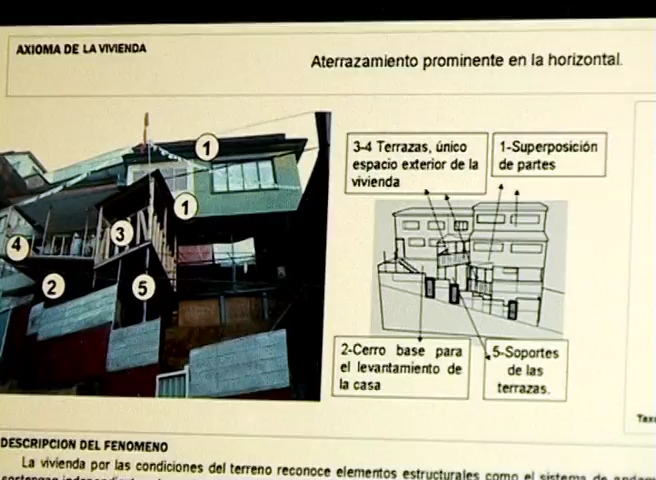 AXIOMA DE LA VIVIENDA
Aterrazamiento prominente en la horizontal.
1
1
3
4
2
5
3-4 Terrazas, único
espacio exterior de la
vivienda
1-Superposición
de partes
2-Cerro base para
el levantamiento de
la casa
5-Soportes
de las
terrazas.
DESCRIPCION DEL FENOMENO
La vivienda por las condiciones del terreno reconoce elementos estructurales como el sistema de